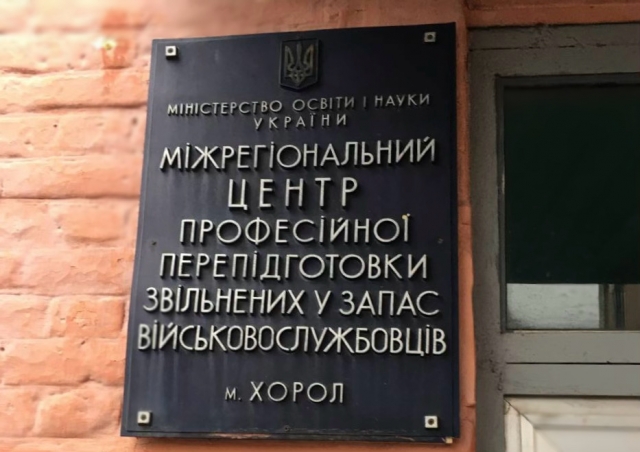 МІНІСТЕРСТВО ОСВІТИ І НАУКИ
УКРАЇНИ
МІЖРЕГІОНАЛЬНИЙ
ЦЕНТР
ПРОФЕСІЙНОЇ
ПЕРЕПІДГОТОВКИ
ЗВІЛЬНЕНИХ У ЗАПАС
ВІЙСЬКОВОСЛУЖБОВЦІВ
м. ХОРОЛ